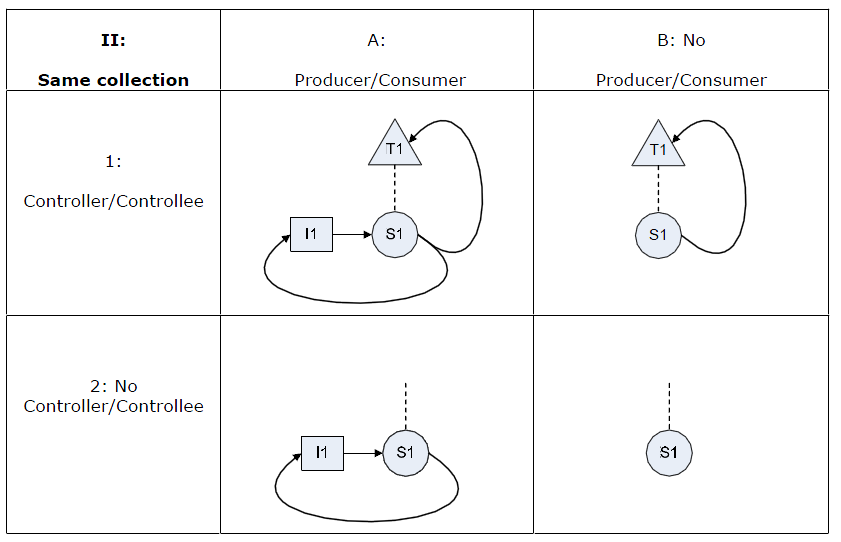 II:
Same collection
A:
Producer/Consumer
B: No
Producer/Consumer
1:
Controller/Controllee
T1
I1
S1
T1
S1
2: No
Controller/Controllee
I1
S1
S1